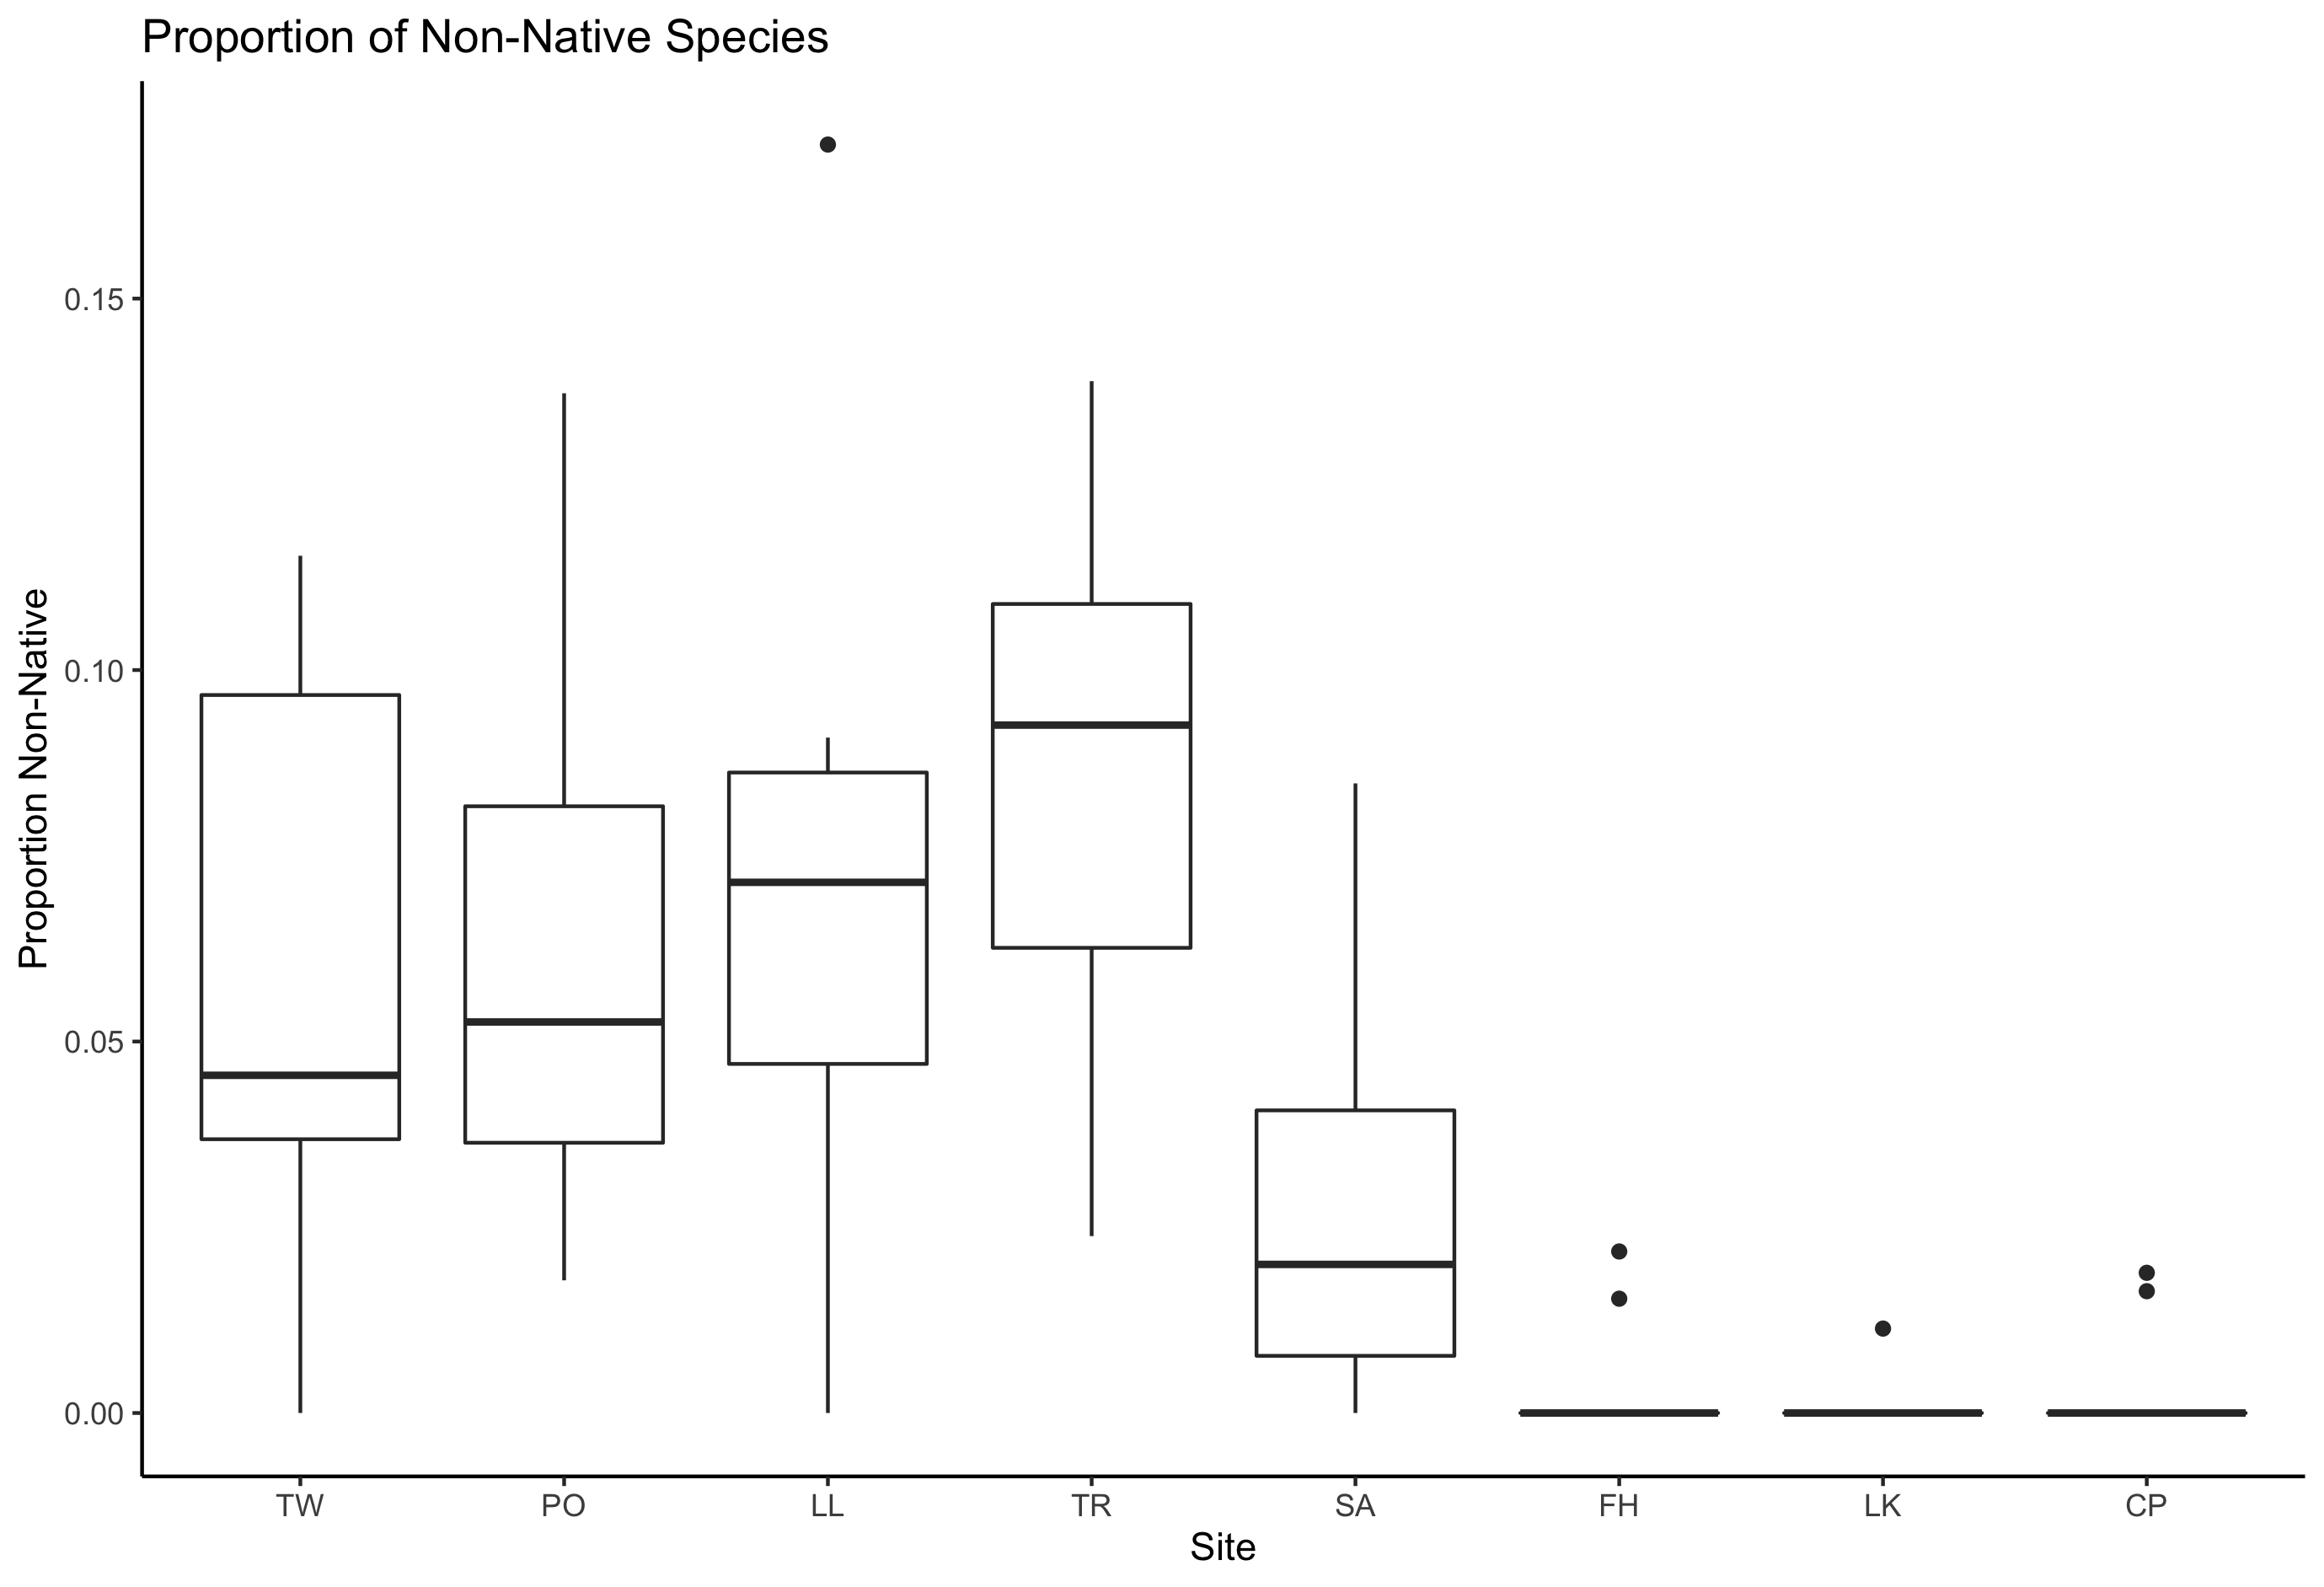 Proportion of Non-Native Species
Proportion Non-Native
0.15
0.10
0.05
0.00
TW PO LL TR SA FH LK CP
Site